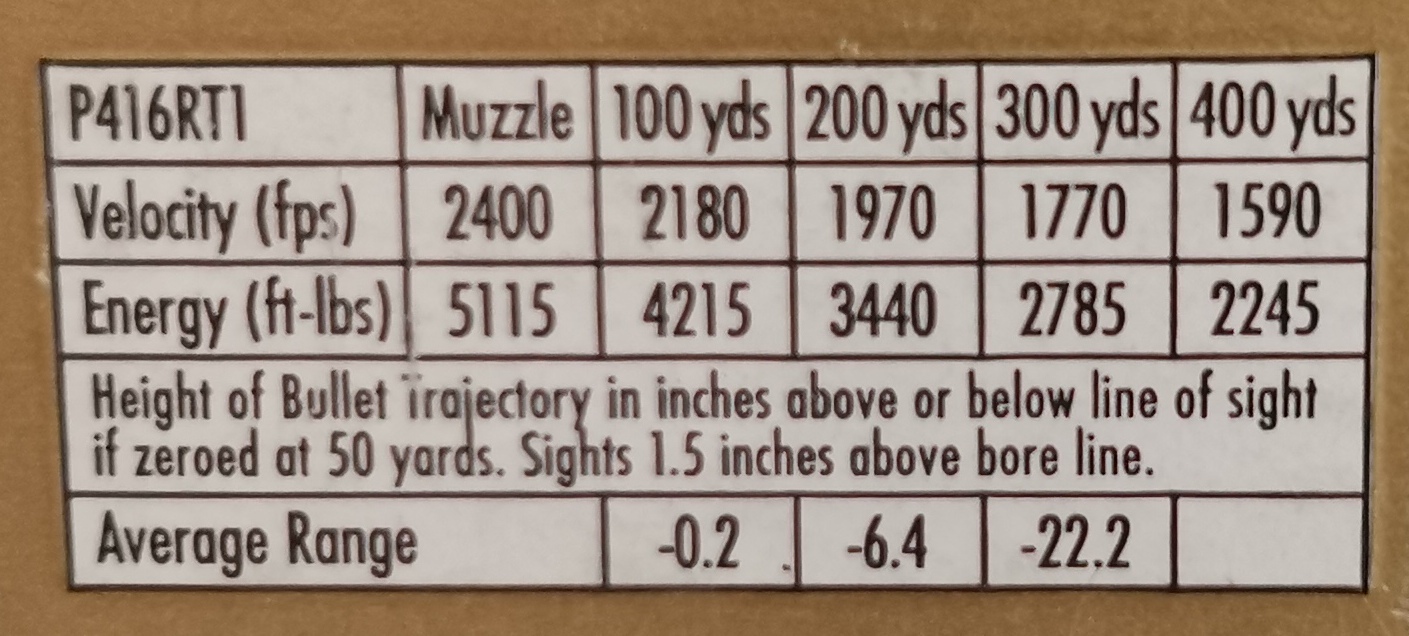 P416RT1 Muzzle 100 yds 200 yds 300 yds 400 yds
Velocity (fps) 2400 2180 1970 1770 1590
Energy (ft-lbs) 5115 4215 3440 2785 2245
Height of Bullet Trajectory in inches above or below line of sight
if zeroed at 50 yards. Sights 1.5 inches above bore line.
Average Range -0.2 -6.4 -22.2